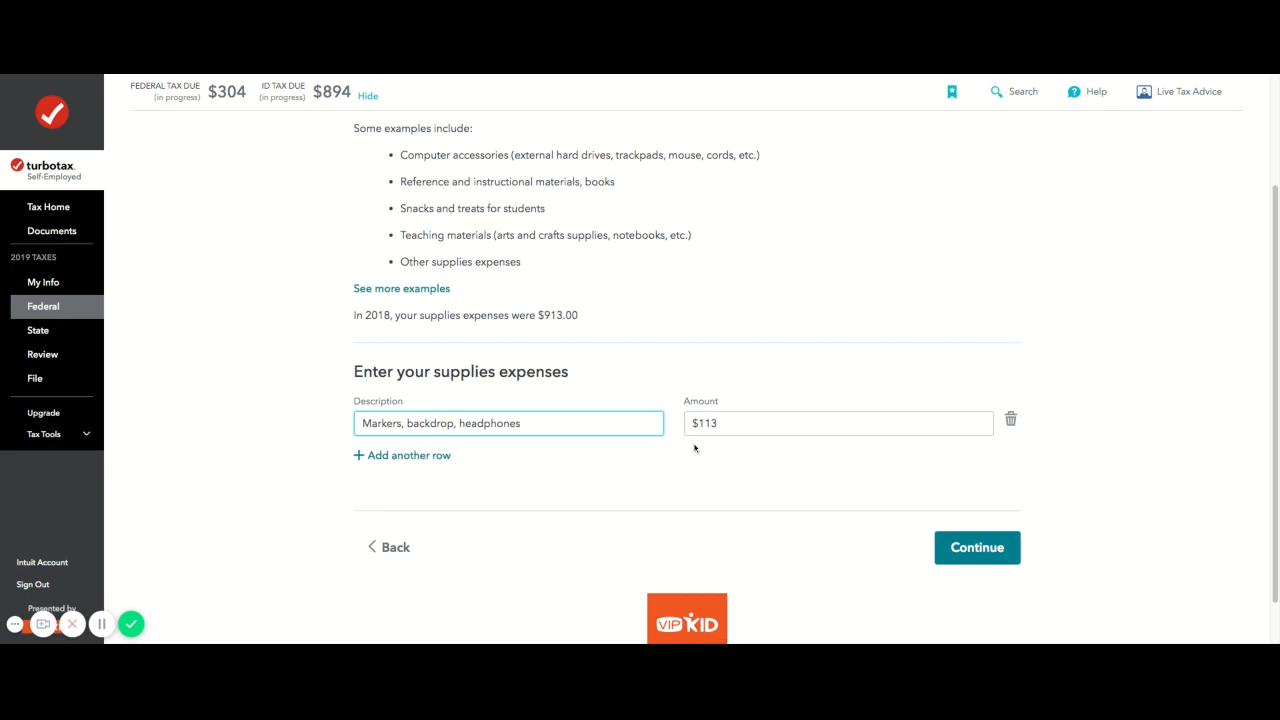 FEDERAL TAX DUE
(in progress)
$304
ID TAX DUE
(in progress)
$894
Hide
Search
Help
Live Tax Advice
turbotax
Self-Employed
Tax Home
Documents
2019 TAXES
My Info
Federal
State
Review
File
Upgrade
Tax Tools
Intuit Account
Sign Out
Presented by
Some examples include:
• Computer accessories (external hard drives, trackpads, mouse, cords, etc.)
• Reference and instructional materials, books
• Snacks and treats for students
• Teaching materials (arts and crafts supplies, notebooks, etc.)
• Other supplies expenses
See more examples
In 2018, your supplies expenses were $913.00
Enter your supplies expenses
Description
Amount
Markers, backdrop, headphones
$113
+ Add another row
Back
Continue
VIPKID